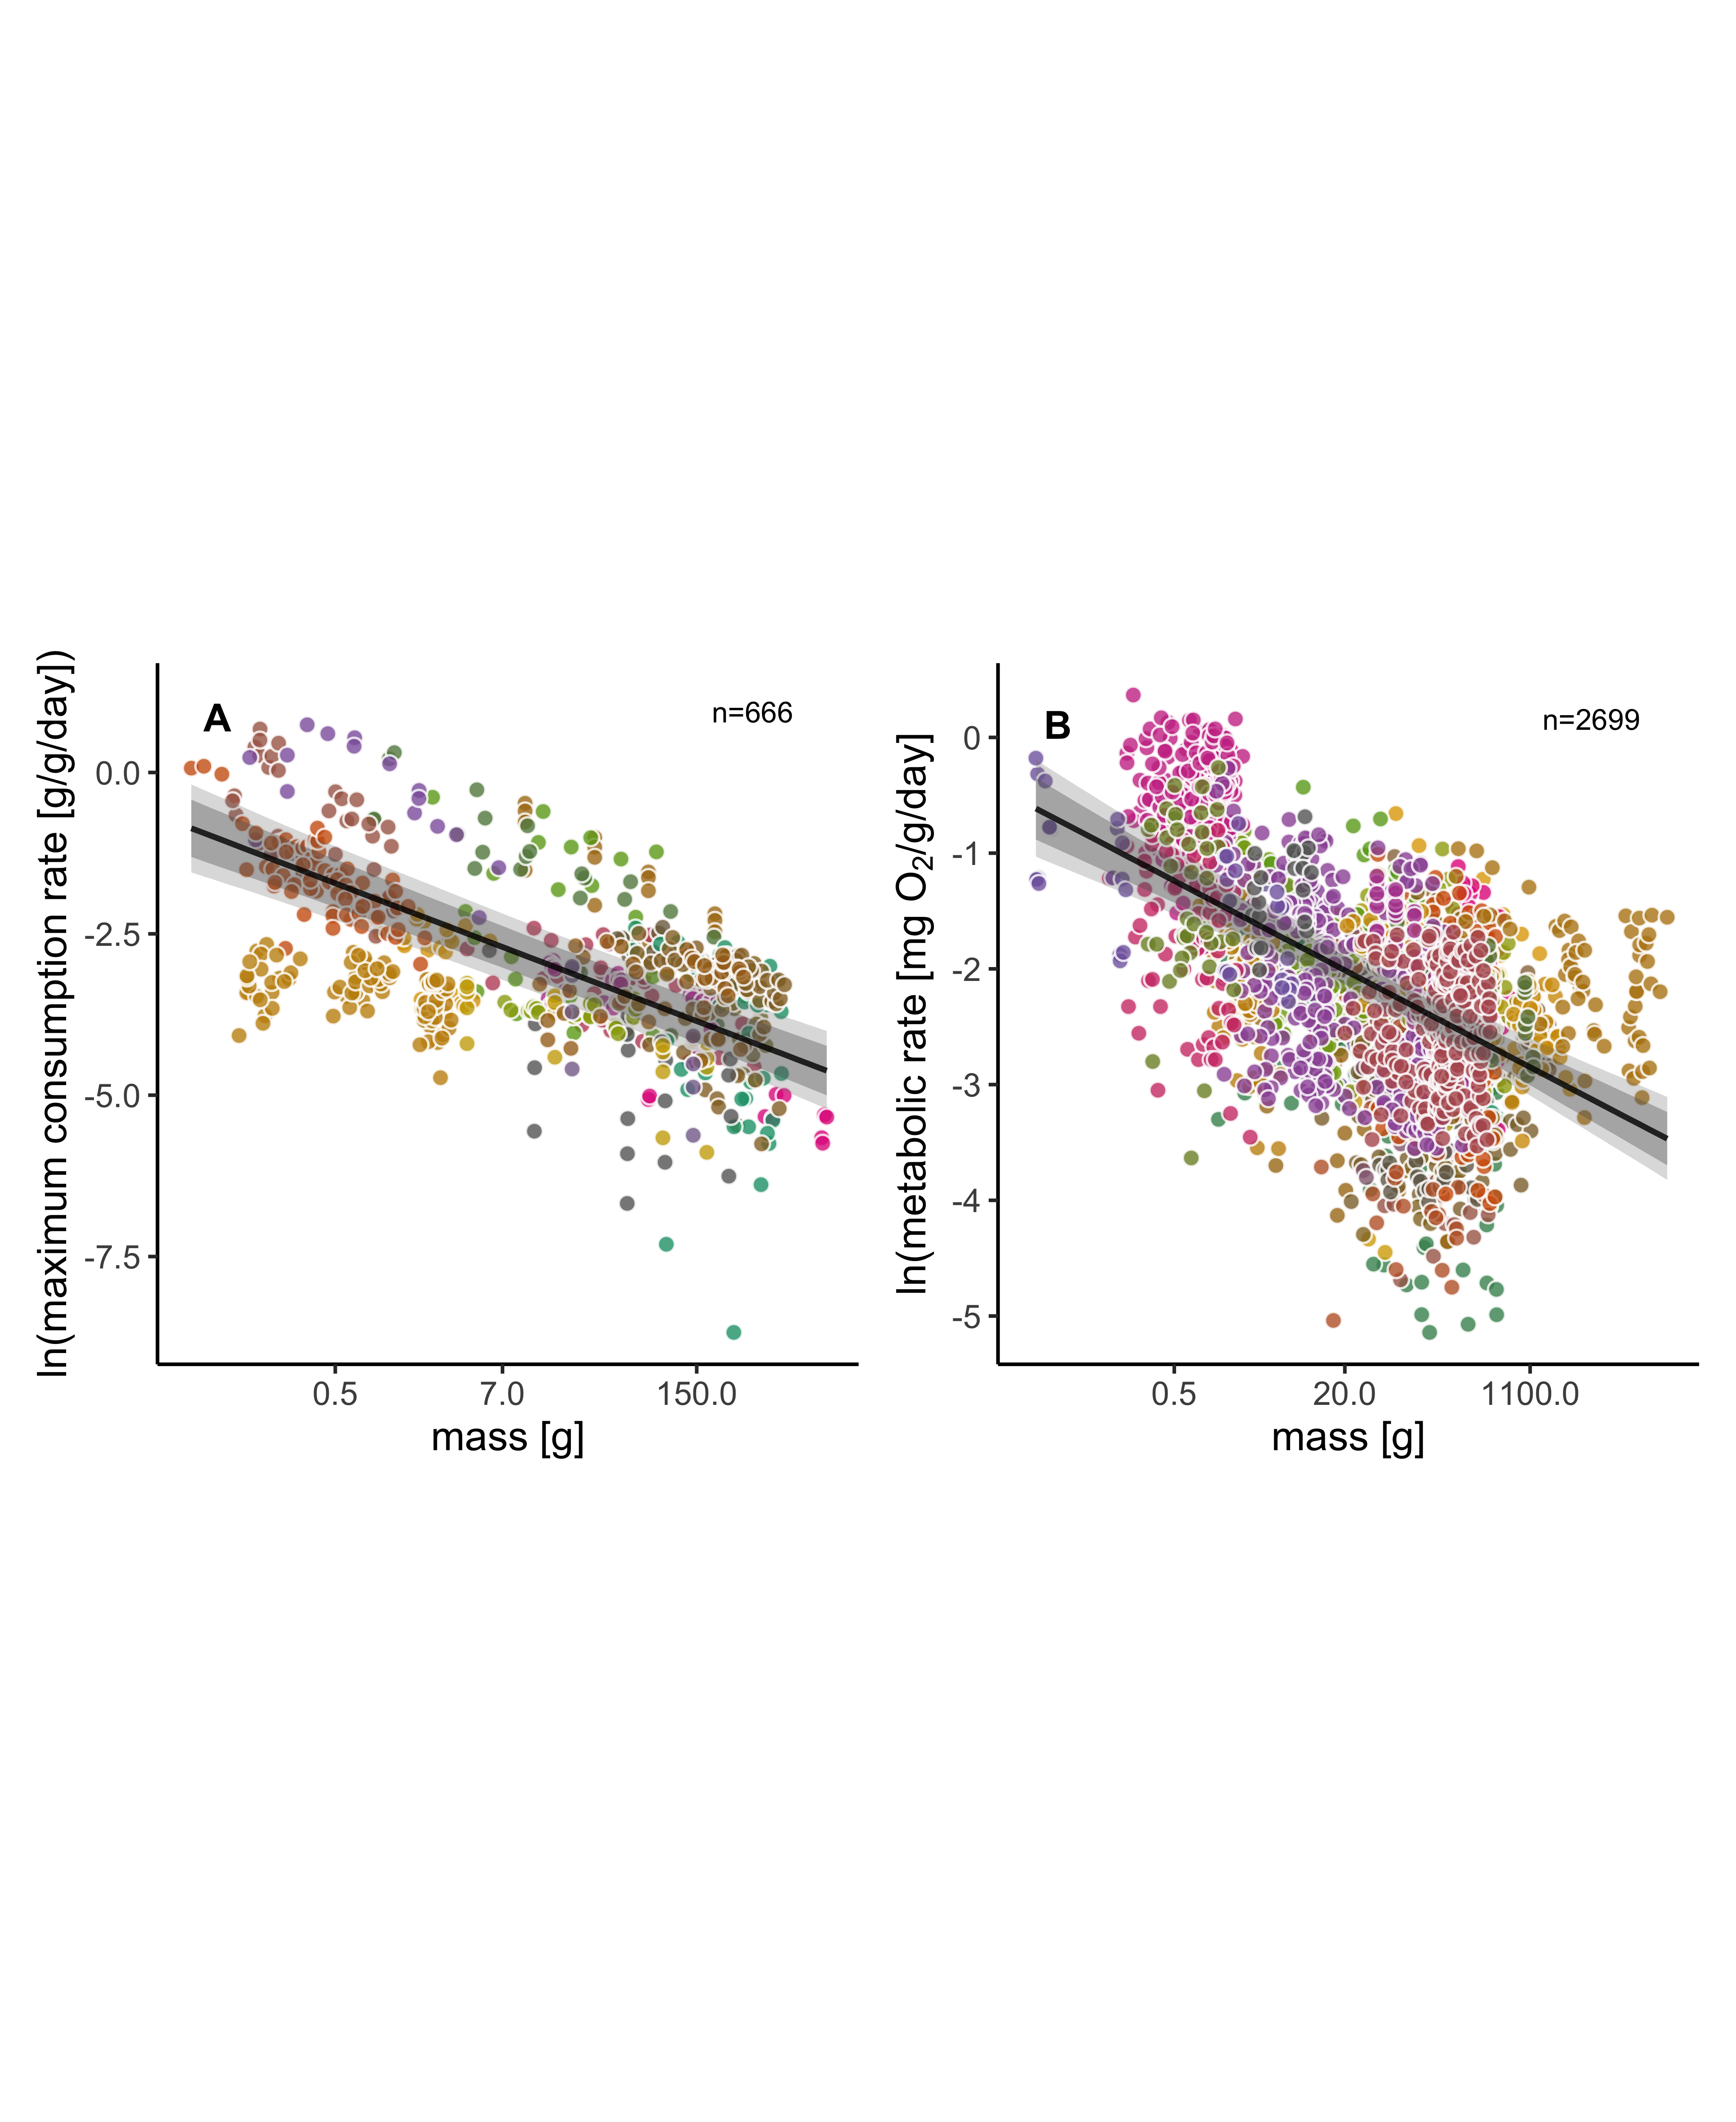 A
n=666
ln(maximum consumption rate [g/g/day])
0.0
-2.5
-5.0
-7.5
0.5 7.0 150.0
mass [g]
B
n=2699
ln(metabolic rate [mg O₂/g/day]
0
-1
-2
-3
-4
-5
0.5 20.0 1100.0
mass [g]